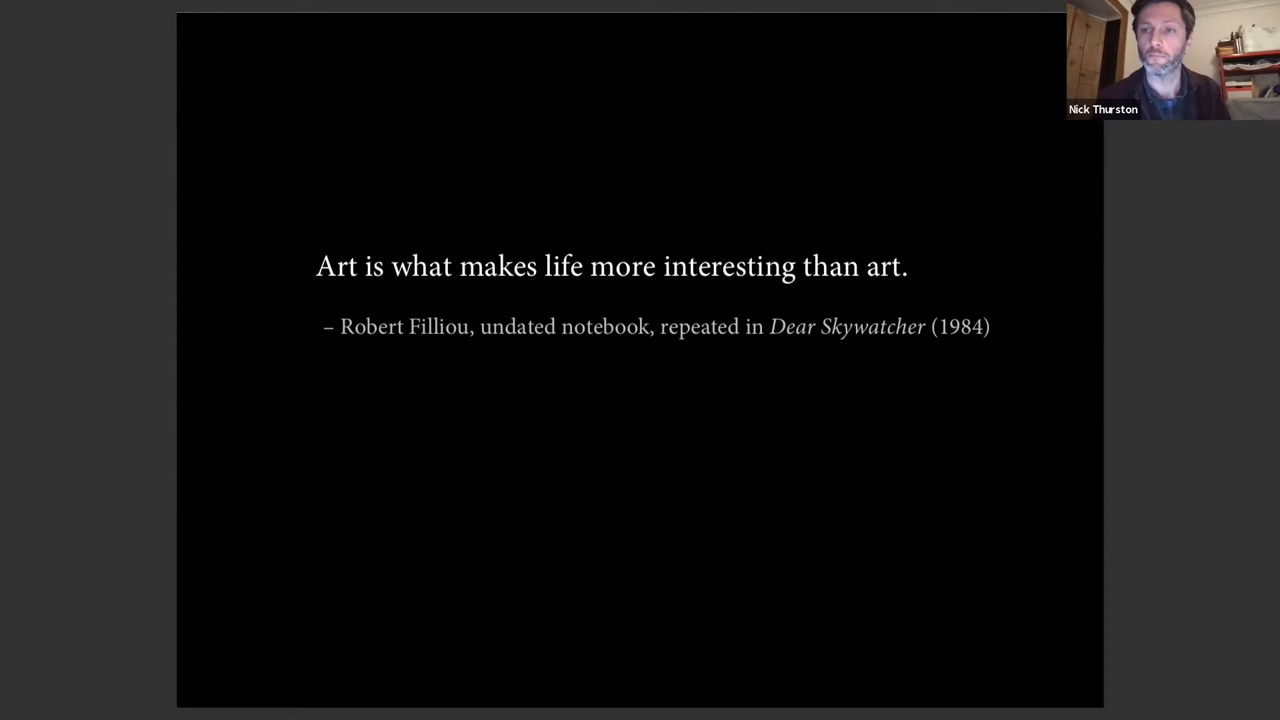 Nick Thurston
Art is what makes life more interesting than art.
– Robert Filliou, undated notebook, repeated in Dear Skywatcher (1984)